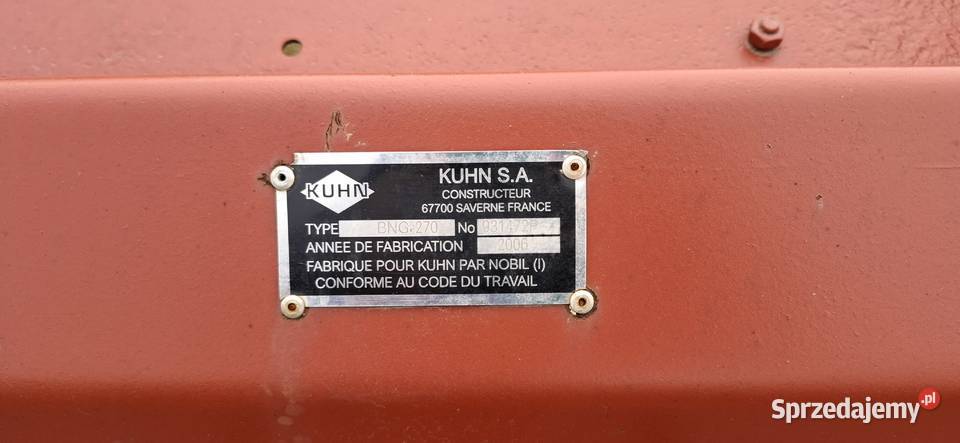 KUHN
KUHN S.A.
CONSTRUCTEUR
67700 SAVERNE FRANCE
TYPE BNG 270 No
ANNEE DE FABRICATION 2006
FABRIQUE POUR KUHN PAR NOBIL (I)
CONFORME AU CODE DU TRAVAIL
Sprzedajemy.pl